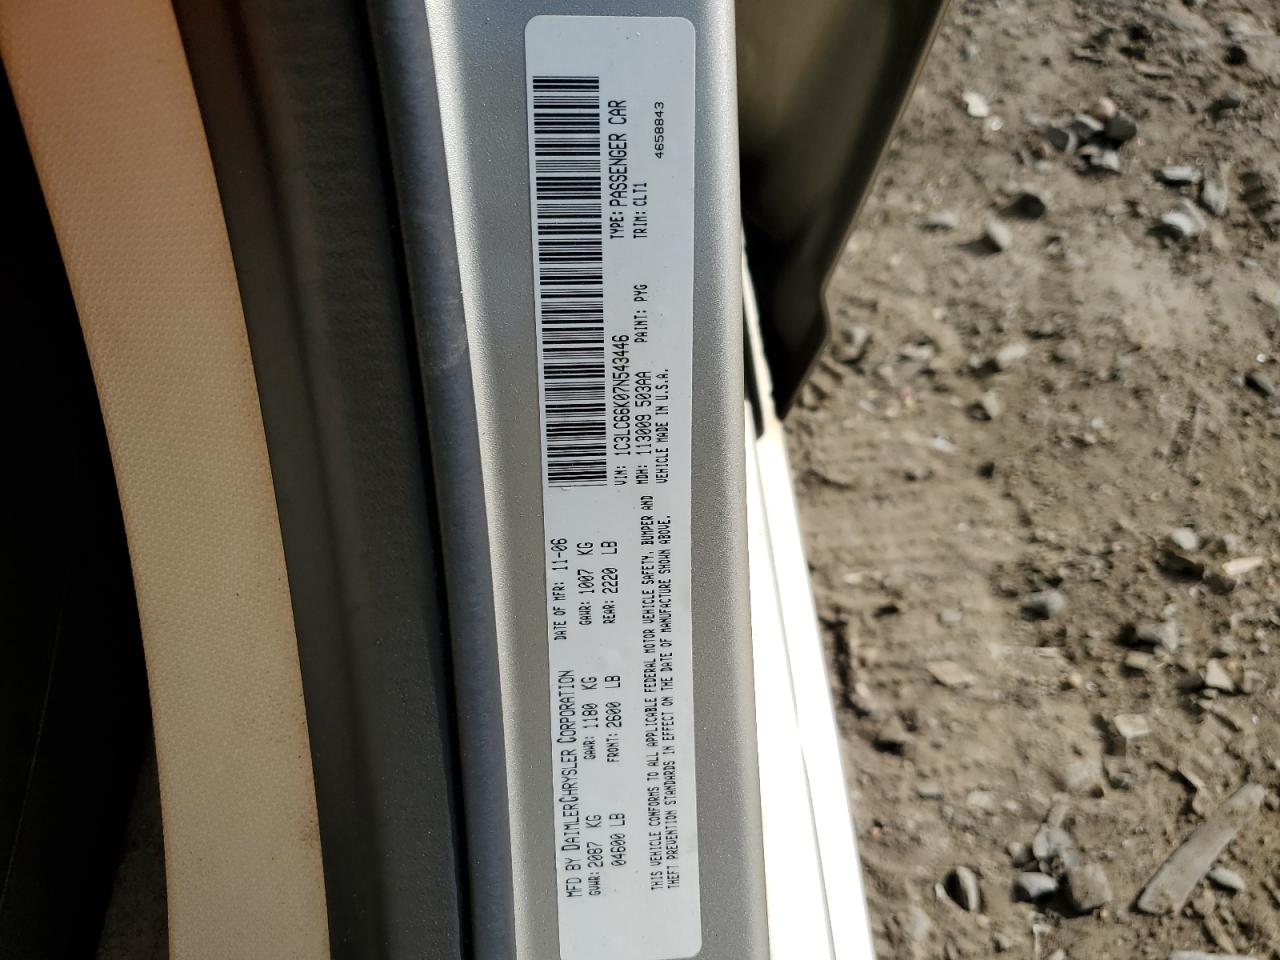 MFD BY DAIMLERCHRYSLER CORPORATION DATE OF MFR: 11-06
GVWR: 2087 KG GAWR: 1180 KG GAWR: 1007 KG
04600 LB FRONT: 2600 LB REAR: 2220 LB
THIS VEHICLE CONFORMS TO ALL APPLICABLE FEDERAL MOTOR VEHICLE SAFETY, BUMPER AND
THEFT PREVENTION STANDARDS IN EFFECT ON THE DATE OF MANUFACTURE SHOWN ABOVE.
VIN: 1C3LC66K07N543446 TYPE: PASSENGER CAR
MDH: 113009 503AA PAINT: PYG TRIM: CLT1
VEHICLE MADE IN U.S.A. 4658843